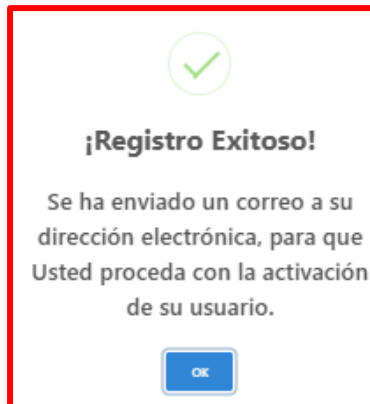 ¡Registro Exitoso!
Se ha enviado un correo a su
dirección electrónica, para que
Usted proceda con la activación
de su usuario.
OK